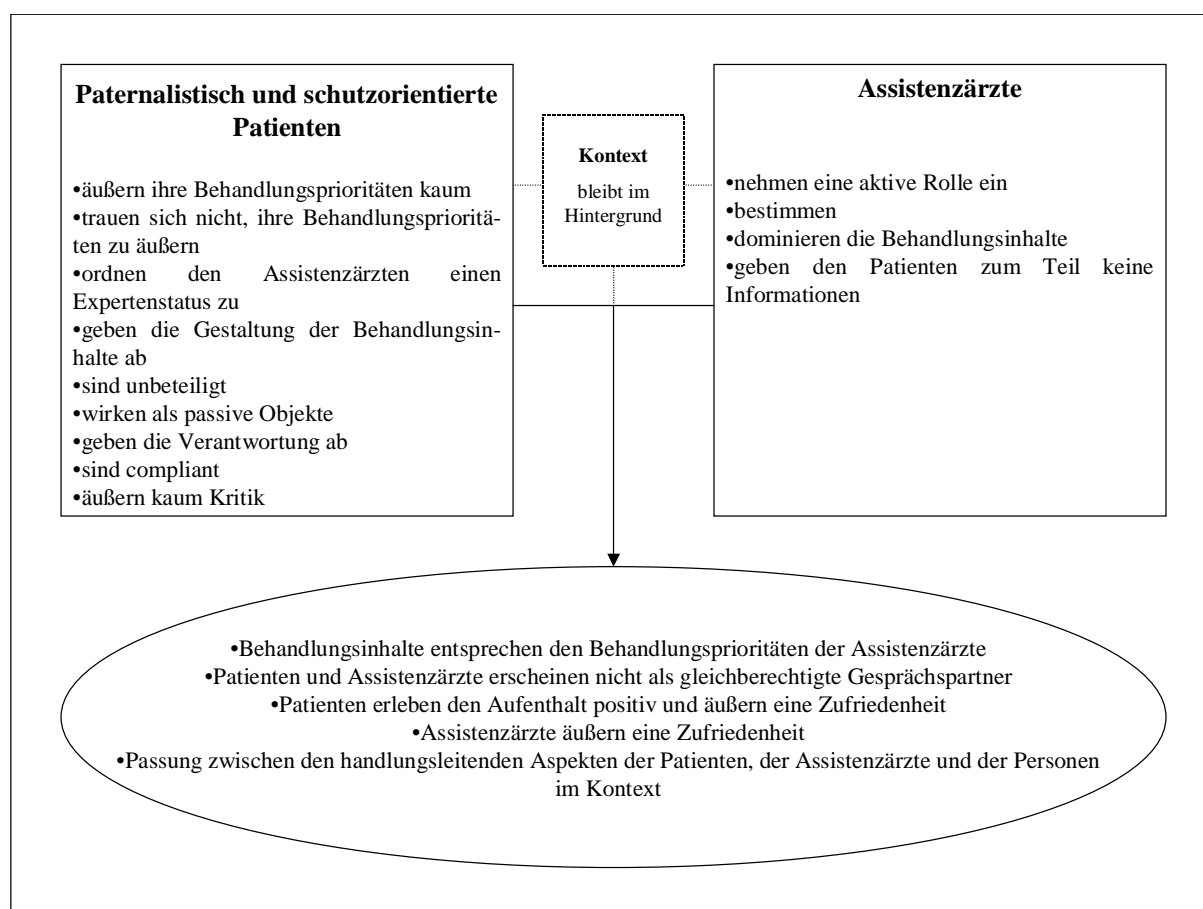 Paternalistisch und schutzorientierte
Patienten
•äußern ihre Behandlungsprioritäten kaum
•trauen sich nicht, ihre Behandlungsprioritä-
ten zu äußern
•ordnen den Assistenzärzten einen
Expertenstatus zu
•geben die Gestaltung der Behandlungsin-
halte ab
•sind unbeteiligt
•wirken als passive Objekte
•geben die Verantwortung ab
•sind compliant
•äußern kaum Kritik
Kontext
bleibt im
Hintergrund
Assistenzärzte
•nehmen eine aktive Rolle ein
•bestimmen
•dominieren die Behandlungsinhalte
•geben den Patienten zum Teil keine
Informationen
•Behandlungsinhalte entsprechen den Behandlungsprioritäten der Assistenzärzte
•Patienten und Assistenzärzte erscheinen nicht als gleichberechtigte Gesprächspartner
•Patienten erleben den Aufenthalt positiv und äußern eine Zufriedenheit
•Assistenzärzte äußern eine Zufriedenheit
•Passung zwischen den handlungsleitenden Aspekten der Patienten, der Assistenzärzte und der Personen
im Kontext